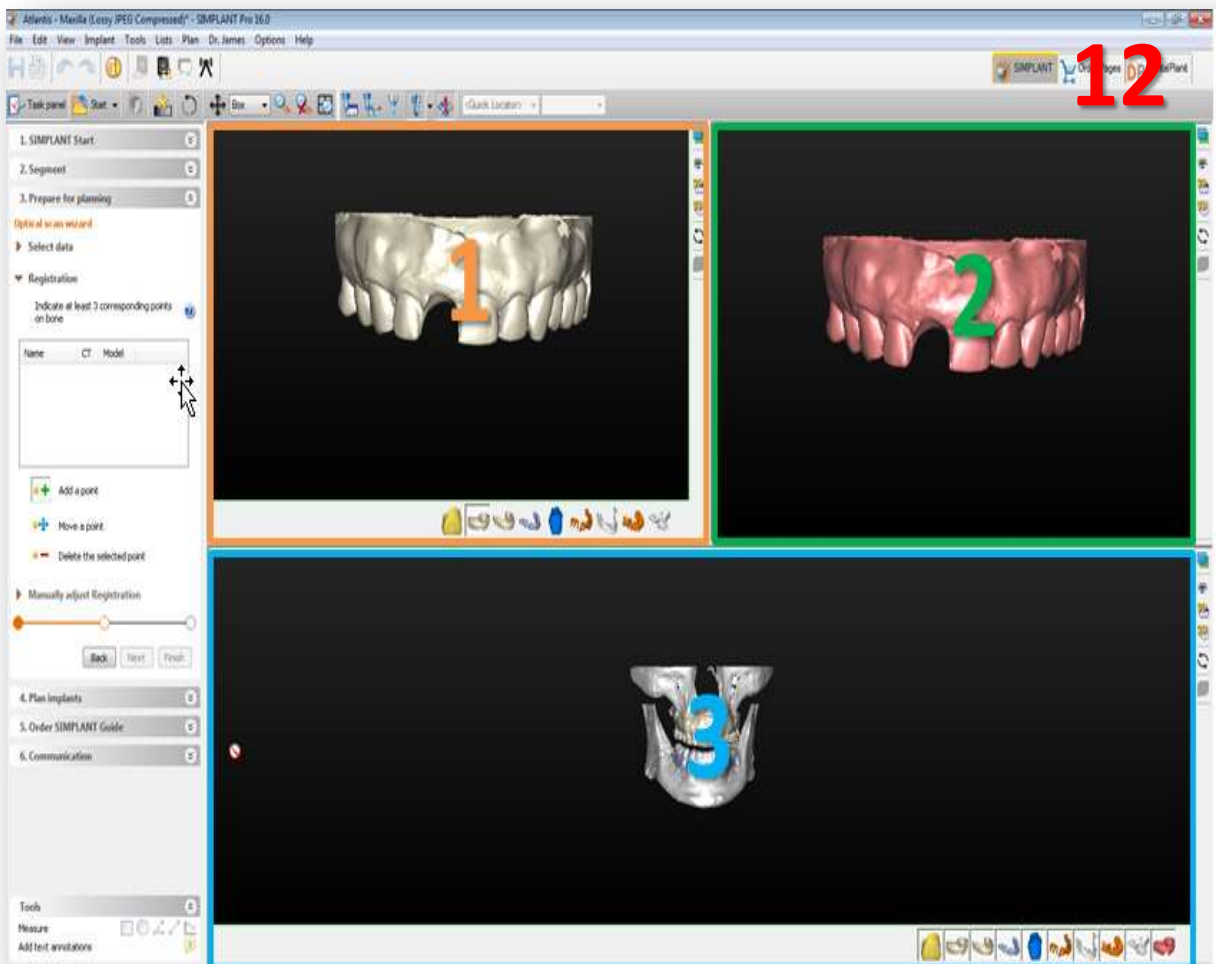 Atlantis - Maxilla (Lossy JPEG Compressed)* - SIMPLANT Pro 16.0
File Edit View Implant Tools Lists Plan Dr. James Options Help
SIMPLANT
12
Task panel Start Box <Quick Location>
1. SIMPLANT Start
2. Segment
3. Prepare for planning
Optical scan wizard
Select data
Registration
Indicate at least 3 corresponding points
on bone
Name CT Model
Add a point
Move a point
Delete the selected point
Manually adjust Registration
Back Next Finish
4. Plan implants
5. Order SIMPLANT Guide
6. Communication
Tools
Measure
Add text annotations
1
2
3